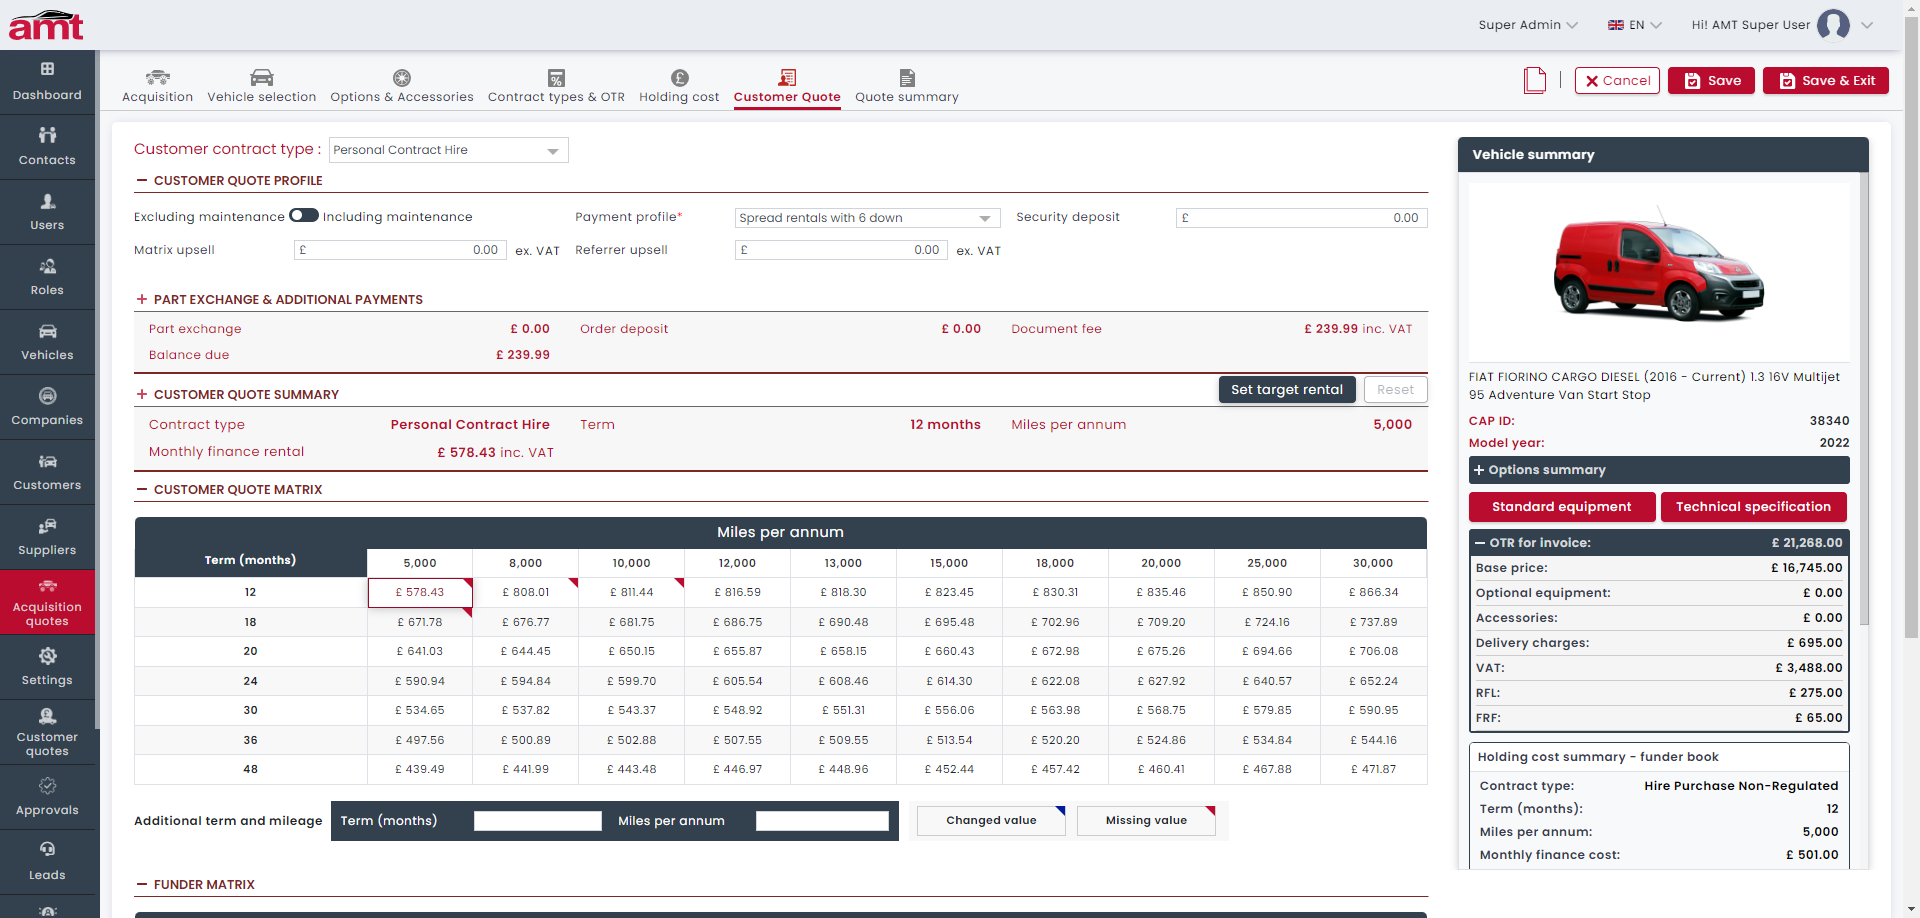 amt
Super Admin
EN
Hi! AMT Super User
Dashboard
Contacts
Users
Roles
Vehicles
Companies
Customers
Suppliers
Acquisition
quotes
Settings
Customer
quotes
Approvals
Leads
Acquisition
Vehicle selection
Options & Accessories
Contract types & OTR
Holding cost
Customer Quote
Quote summary
Cancel
Save
Save & Exit
Customer contract type : Personal Contract Hire
CUSTOMER QUOTE PROFILE
Excluding maintenance Including maintenance Payment profile* Spread rentals with 6 down Security deposit £ 0.00
Matrix upsell £ 0.00 ex. VAT Referrer upsell £ 0.00 ex. VAT
+ PART EXCHANGE & ADDITIONAL PAYMENTS
Part exchange £ 0.00 Order deposit £ 0.00 Document fee £ 239.99 inc. VAT
Balance due £ 239.99
+ CUSTOMER QUOTE SUMMARY
Set target rental Reset
Contract type Personal Contract Hire Term 12 months Miles per annum 5,000
Monthly finance rental £ 578.43 inc. VAT
CUSTOMER QUOTE MATRIX
Miles per annum
Term (months) 5,000 8,000 10,000 12,000 13,000 15,000 18,000 20,000 25,000 30,000
12 £ 578.43 £ 808.01 £ 811.44 £ 816.59 £ 818.30 £ 823.45 £ 830.31 £ 835.46 £ 850.90 £ 866.34
18 £ 671.78 £ 676.77 £ 681.75 £ 686.75 £ 690.48 £ 695.48 £ 702.96 £ 709.20 £ 724.16 £ 737.89
20 £ 641.03 £ 644.45 £ 650.15 £ 655.87 £ 658.15 £ 660.43 £ 672.98 £ 675.26 £ 694.66 £ 706.08
24 £ 590.94 £ 594.84 £ 599.70 £ 605.54 £ 608.46 £ 614.30 £ 622.08 £ 627.92 £ 640.57 £ 652.24
30 £ 534.65 £ 537.82 £ 543.37 £ 548.92 £ 551.31 £ 556.06 £ 563.98 £ 568.75 £ 579.85 £ 590.95
36 £ 497.56 £ 500.89 £ 502.88 £ 507.55 £ 509.55 £ 513.54 £ 520.20 £ 524.86 £ 534.84 £ 544.16
48 £ 439.49 £ 441.99 £ 443.48 £ 446.97 £ 448.96 £ 452.44 £ 457.42 £ 460.41 £ 467.88 £ 471.87
Additional term and mileage Term (months) Miles per annum Changed value Missing value
FUNDER MATRIX
Vehicle summary
FIAT FIORINO CARGO DIESEL (2016 - Current) 1.3 16V Multijet
95 Adventure Van Start Stop
CAP ID: 38340
Model year: 2022
+ Options summary
Standard equipment Technical specification
OTR for invoice: £ 21,268.00
Base price: £ 16,745.00
Optional equipment: £ 0.00
Accessories: £ 0.00
Delivery charges: £ 695.00
VAT: £ 3,488.00
RFL: £ 275.00
FRF: £ 65.00
Holding cost summary - funder book
Contract type: Hire Purchase Non-Regulated
Term (months): 12
Miles per annum: 5,000
Monthly finance cost: £ 501.00